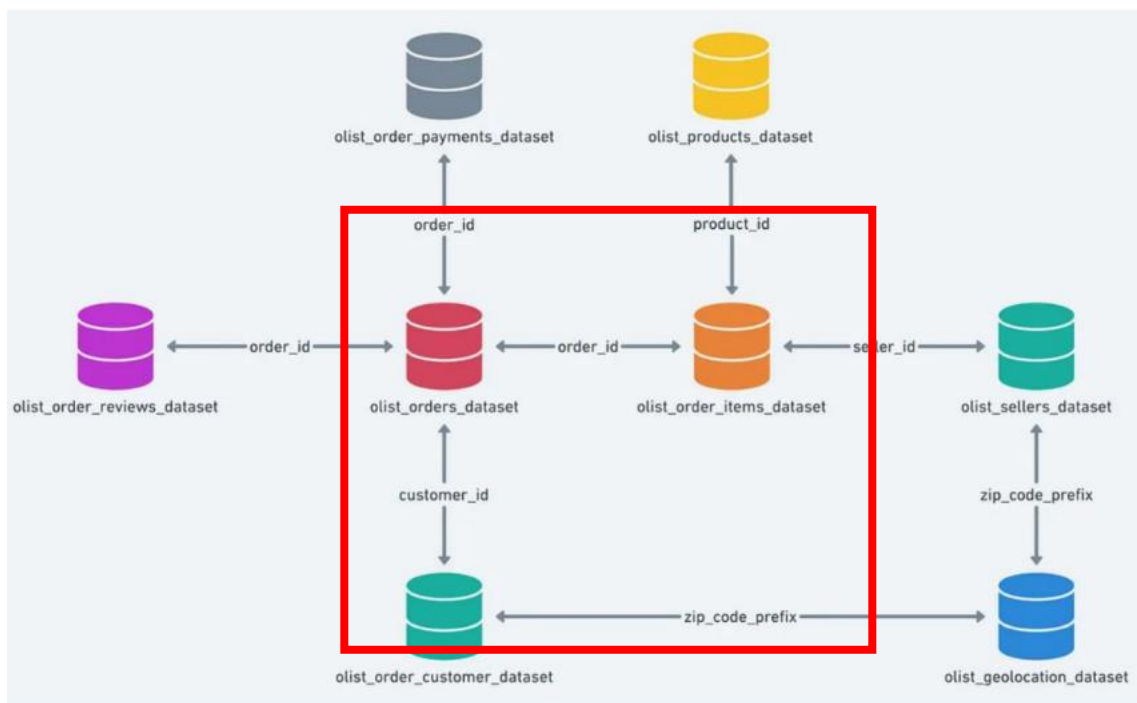 olist_order_payments_dataset
olist_products_dataset
order_id
product_id
order_id
order_id
seller_id
olist_order_reviews_dataset
olist_orders_dataset
olist_order_items_dataset
olist_sellers_dataset
customer_id
zip_code_prefix
zip_code_prefix
olist_order_customer_dataset
olist_geolocation_dataset